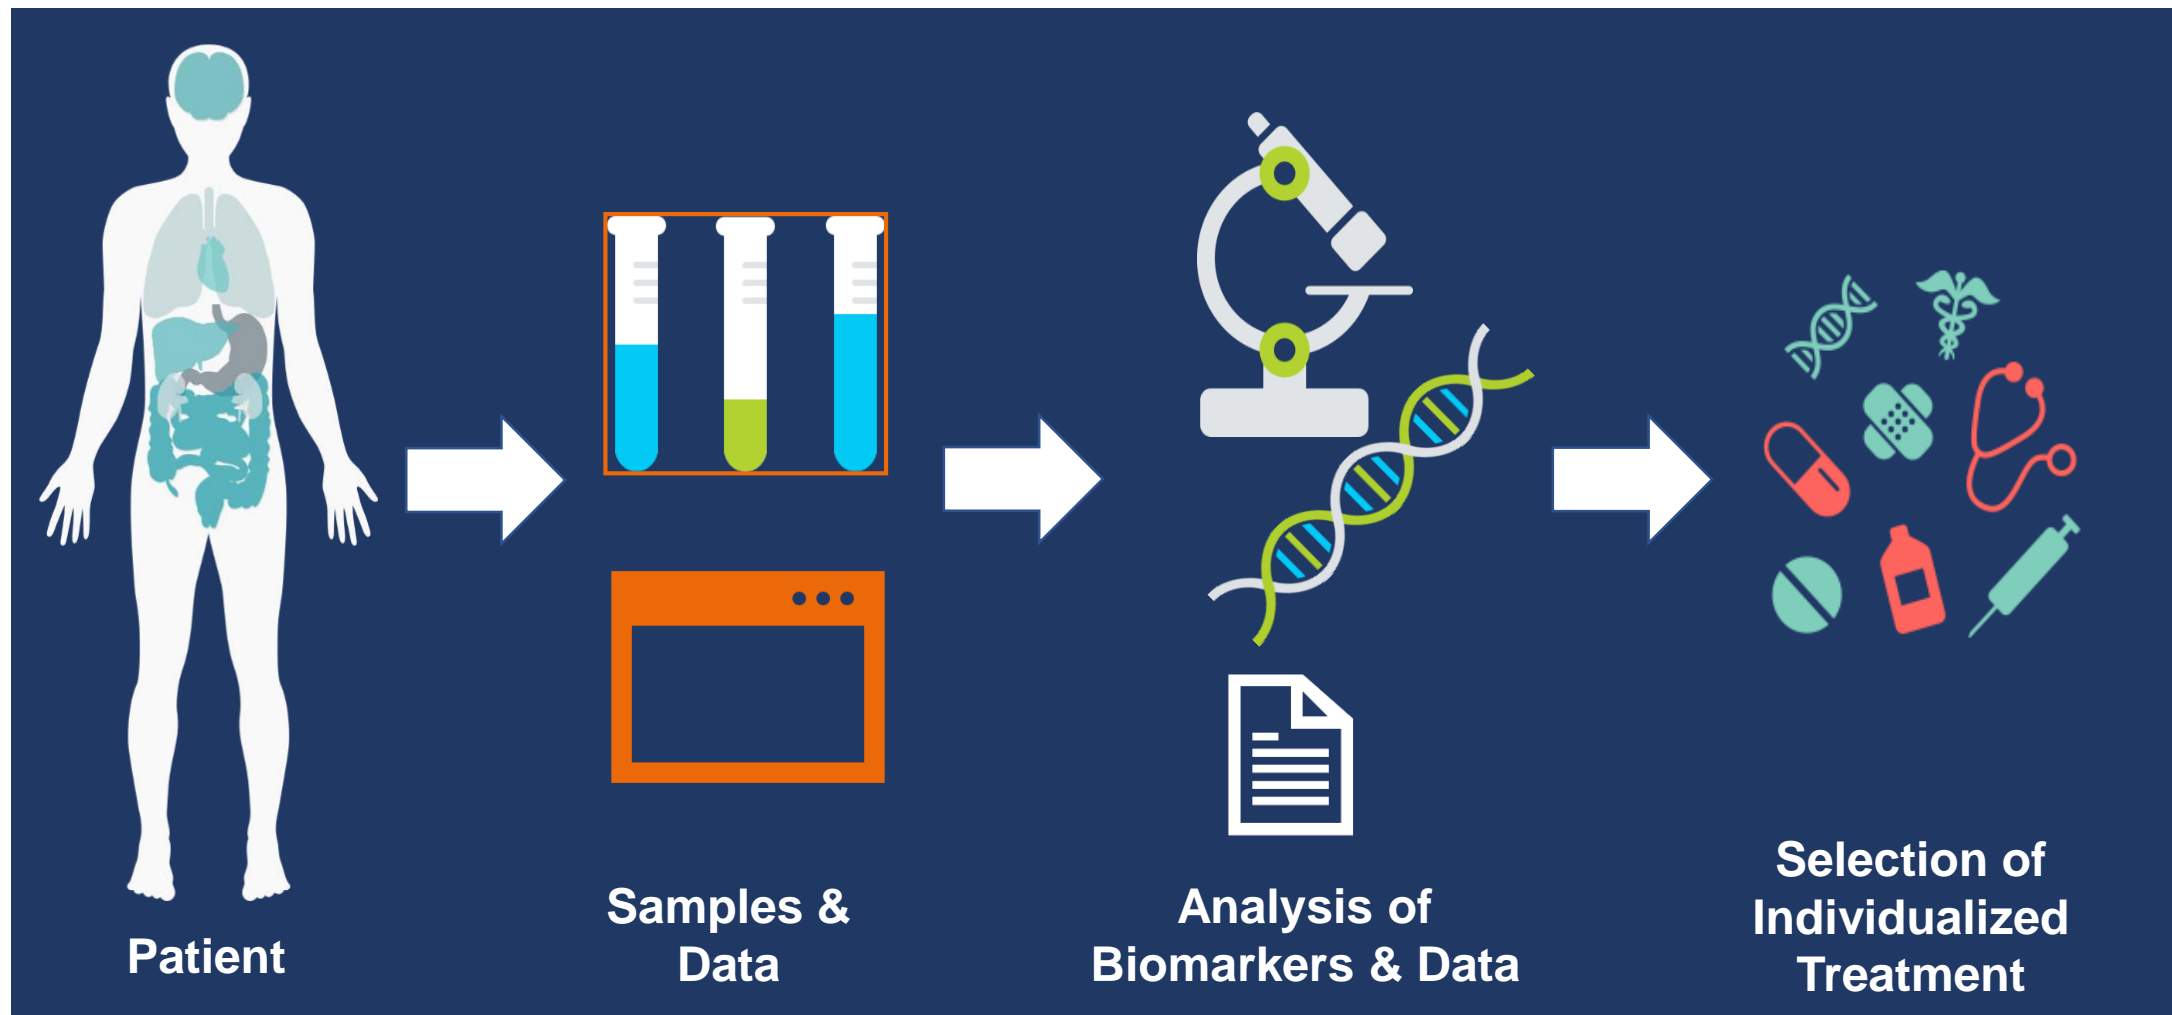 Patient
Samples &
Data
Analysis of
Biomarkers & Data
Selection of
Individualized
Treatment